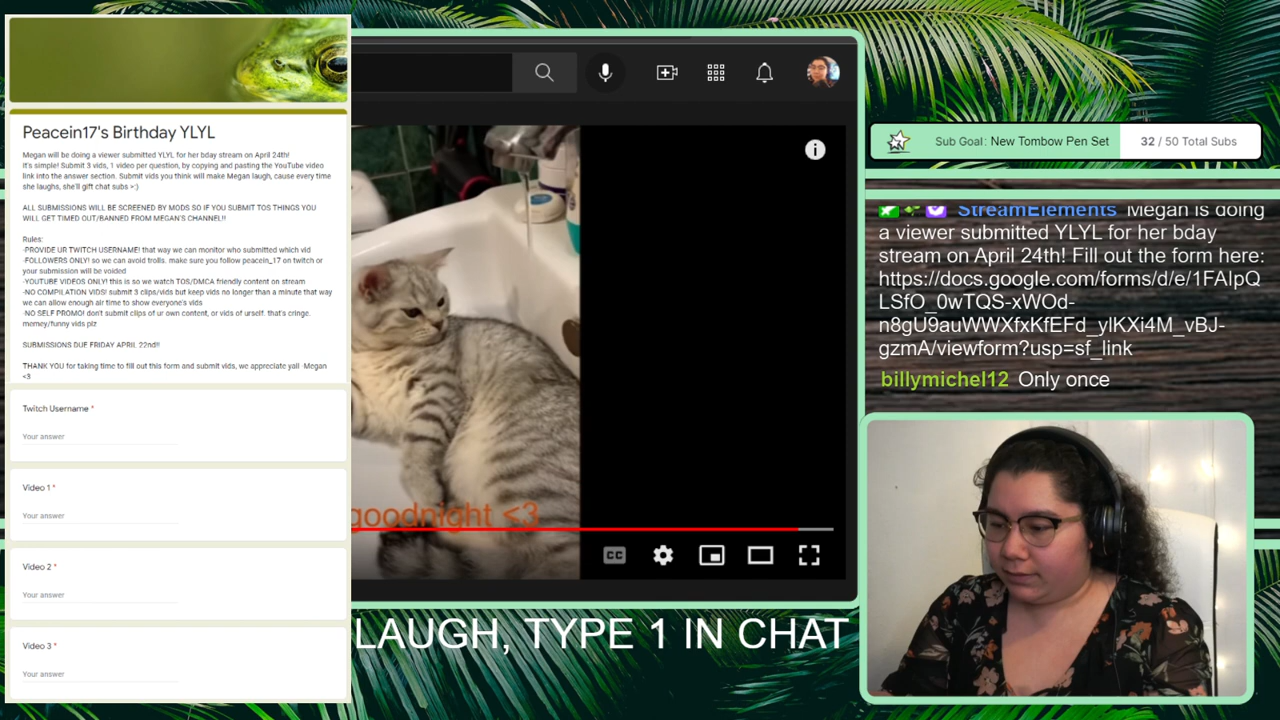 Peacein17's Birthday YLYL
Megan will be doing a viewer submitted YLYL for her bday stream on April 24th!
It's simple! Submit 3 vids, 1 video per question, by copying and pasting the YouTube video
link into the answer section. Submit vids you think will make Megan laugh, cause every time
she laughs, she'll gift chat subs >:)
ALL SUBMISSIONS WILL BE SCREENED BY MODS SO IF YOU SUBMIT TOS THINGS YOU
WILL GET TIMED OUT/BANNED FROM MEGAN'S CHANNEL!!
Rules:
-PROVIDE UR TWITCH USERNAME! that way we can monitor who submitted which vid
-FOLLOWERS ONLY! so we can avoid trolls. make sure you follow peacein_17 on twitch or
your submission will be voided
-YOUTUBE VIDEOS ONLY! this is so we watch TOS/DMCA friendly content on stream
-NO COMPILATION VIDS! submit 3 clips/vids but keep vids no longer than a minute that way
we can allow enough air time to show everyone's vids
-NO SELF PROMO! don't submit clips of ur own content, or vids of urself. that's cringe.
memey/funny vids plz
SUBMISSIONS DUE FRIDAY APRIL 22nd!!
THANK YOU for taking time to fill out this form and submit vids, we appreciate yall -Megan
<3
Twitch Username *
Your answer
Video 1 *
Your answer
Video 2 *
Your answer
Video 3 *
Your answer
goodnight <3
CC
LAUGH, TYPE 1 IN CHAT
Sub Goal: New Tombow Pen Set 32 / 50 Total Subs
StreamElements Megan is doing
a viewer submitted YLYL for her bday
stream on April 24th! Fill out the form here:
https://docs.google.com/forms/d/e/1FAIpQ
LSfO_0wTQS-xWOd-
n8gU9auWWXfxKfEFd_yIKXi4M_vBJ-
gzmA/viewform?usp=sf_link
billymichel12 Only once